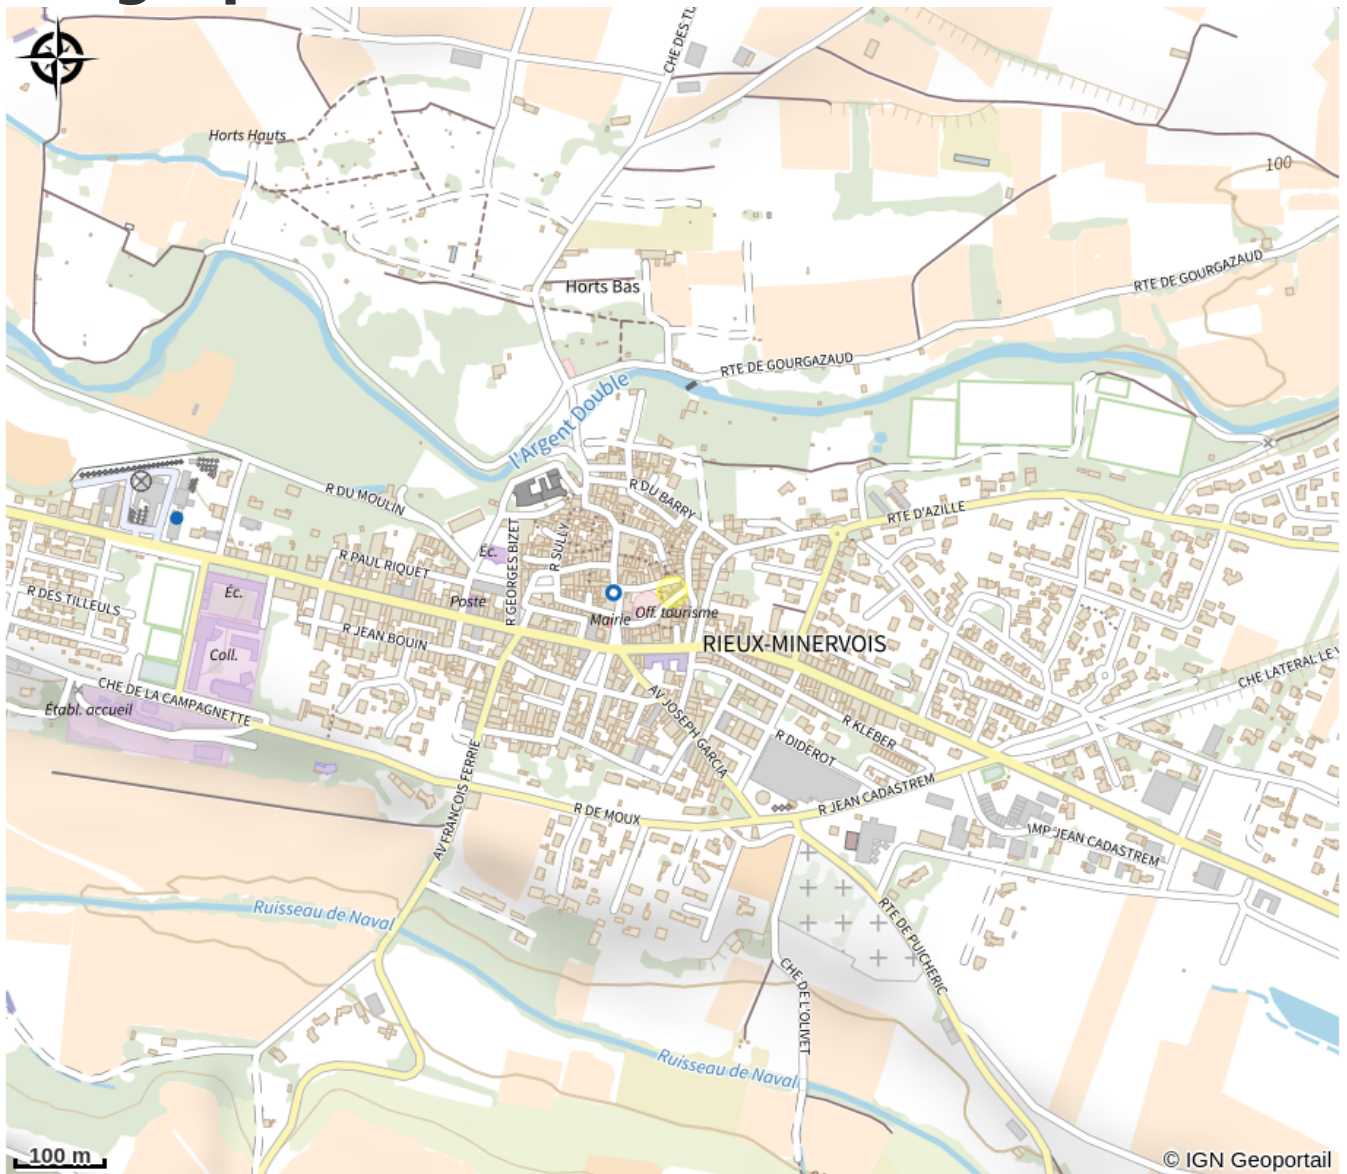 CHE DES TU
Horts Hauts
100
RTE DE GOURGAZAUD
Horts Bas
RTE DE GOURGAZAUD
l'Argent Double
R DU MOULIN
R DU BARRY
RTE D'AZILLE
R SULLY
R GEORGES BIZET
Éc.
R PAUL RIQUET
R DES TILLEULS
Éc.
Poste
Mairie
Off. tourisme
R JEAN BOUIN
RIEUX-MINERVOIS
Coll.
CHE LATERAL LE V
CHE DE LA CAMPAGNETTE
Établ. accueil
AV JOSEPH GARCIA
R KLEBER
R DIDEROT
AV FRANCOIS FERRIE
R DE MOUX
R JEAN CADASTREM
IMP JEAN CADASTREM
Ruisseau de Naval
RTE DE PUICHERIC
CHE DE L'OLIVET
Ruisseau de Naval
100 m
© IGN Geoportail